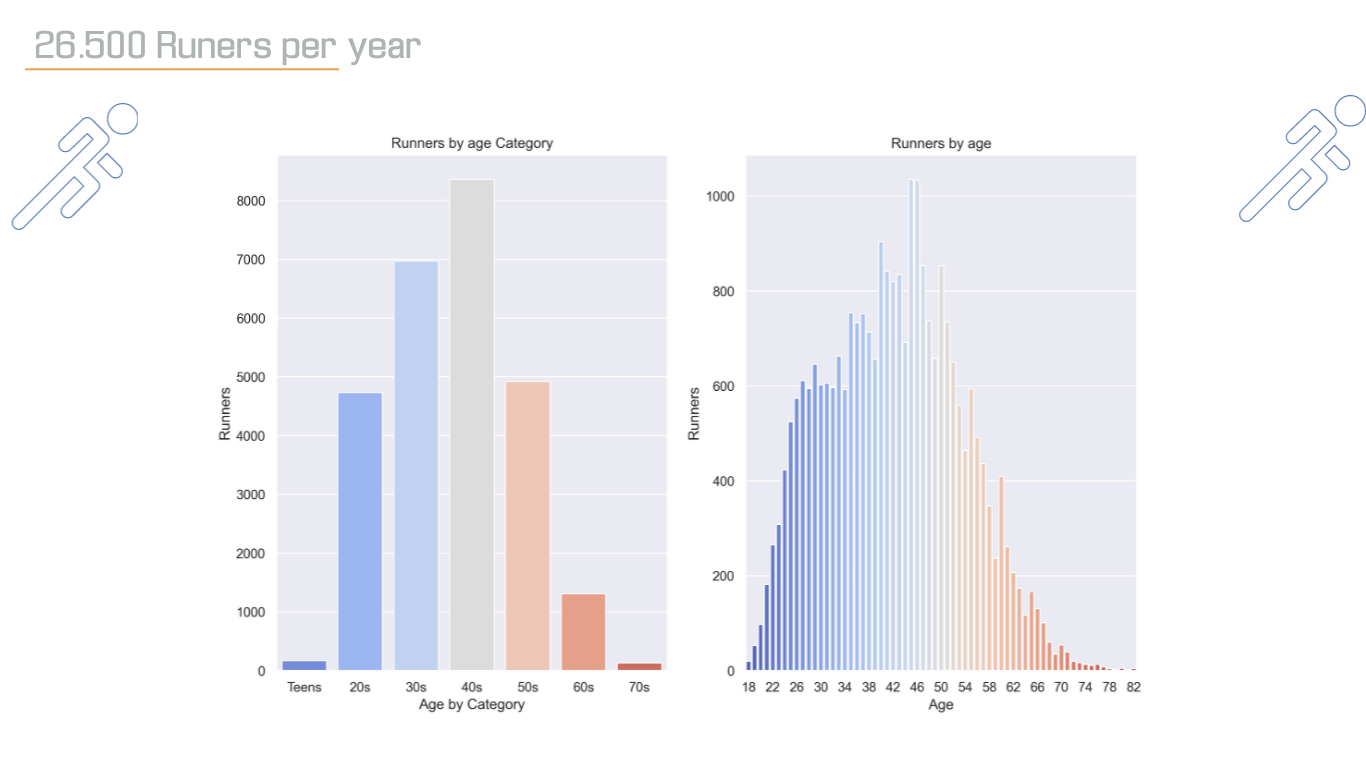 26.500 Runers per year
Runners by age Category
8000
7000
6000
5000
4000
3000
2000
1000
0
Runners
Teens 20s 30s 40s 50s 60s 70s
Age by Category
Runners by age
1000
800
600
400
200
0
Runners
18 22 26 30 34 38 42 46 50 54 58 62 66 70 74 78 82
Age